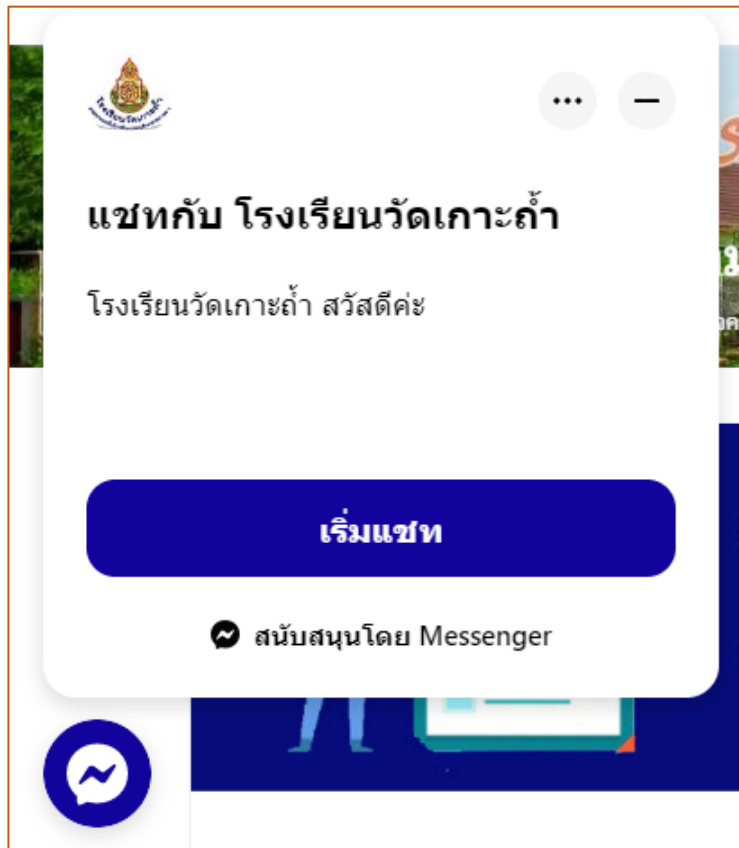 แชทกับ โรงเรียนวัดเกาะถ้ำ
โรงเรียนวัดเกาะถ้ำ สวัสดีค่ะ
เริ่มแชท
สนับสนุนโดย Messenger